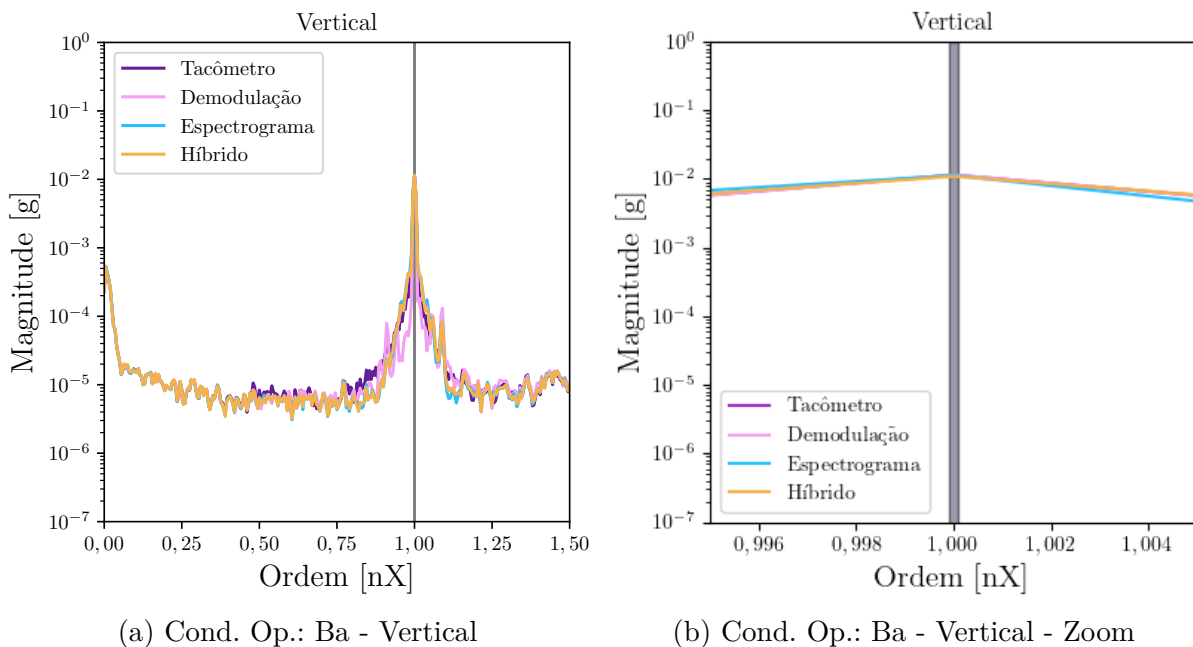 Vertical
10⁰
10⁻¹
10⁻²
10⁻³
10⁻⁴
10⁻⁵
10⁻⁶
10⁻⁷
Magnitude [g]
Tacômetro
Demodulação
Espectrograma
Híbrido
0,00 0,25 0,50 0,75 1,00 1,25 1,50
Ordem [nX]
(a) Cond. Op.: Ba - Vertical
Vertical
10⁰
10⁻¹
10⁻²
10⁻³
10⁻⁴
10⁻⁵
10⁻⁶
10⁻⁷
Magnitude [g]
Tacômetro
Demodulação
Espectrograma
Híbrido
0,996 0,998 1,000 1,002 1,004
Ordem [nX]
(b) Cond. Op.: Ba - Vertical - Zoom